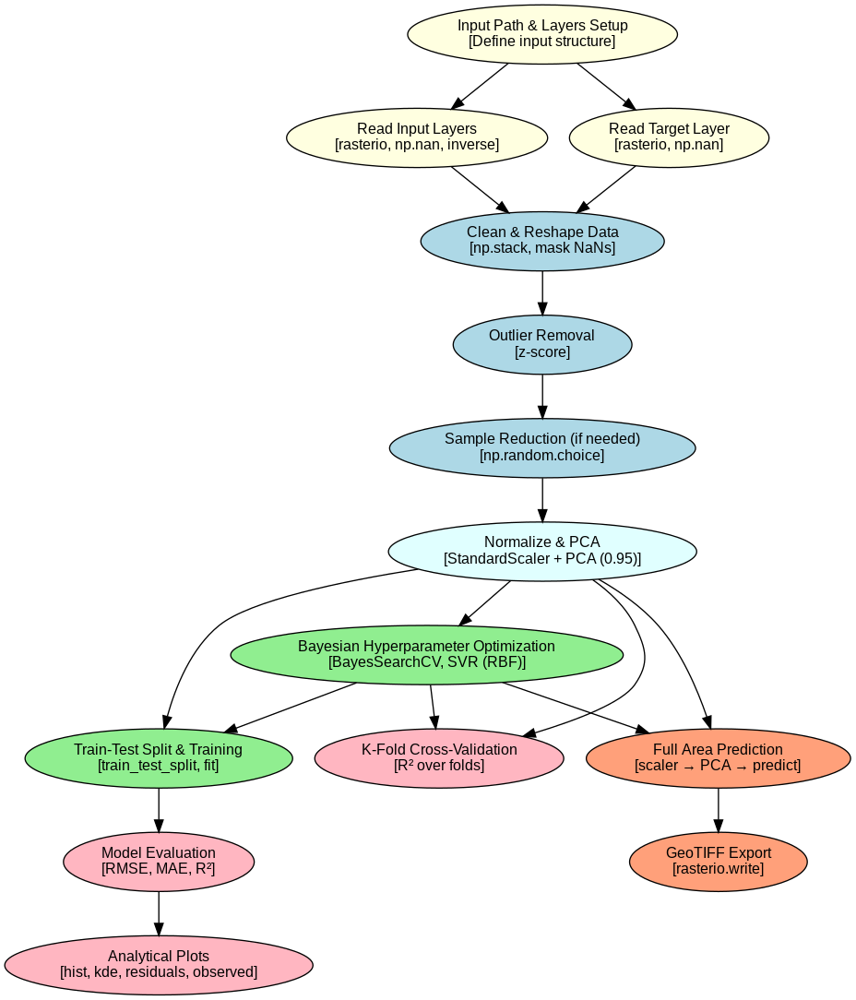 Input Path & Layers Setup
[Define input structure]
Read Input Layers
[rasterio, np.nan, inverse]
Read Target Layer
[rasterio, np.nan]
Clean & Reshape Data
[np.stack, mask NaNs]
Outlier Removal
[z-score]
Sample Reduction (if needed)
[np.random.choice]
Normalize & PCA
[StandardScaler + PCA (0.95)]
Bayesian Hyperparameter Optimization
[BayesSearchCV, SVR (RBF)]
Train-Test Split & Training
[train_test_split, fit]
K-Fold Cross-Validation
[R² over folds]
Full Area Prediction
[scaler → PCA → predict]
Model Evaluation
[RMSE, MAE, R²]
GeoTIFF Export
[rasterio.write]
Analytical Plots
[hist, kde, residuals, observed]